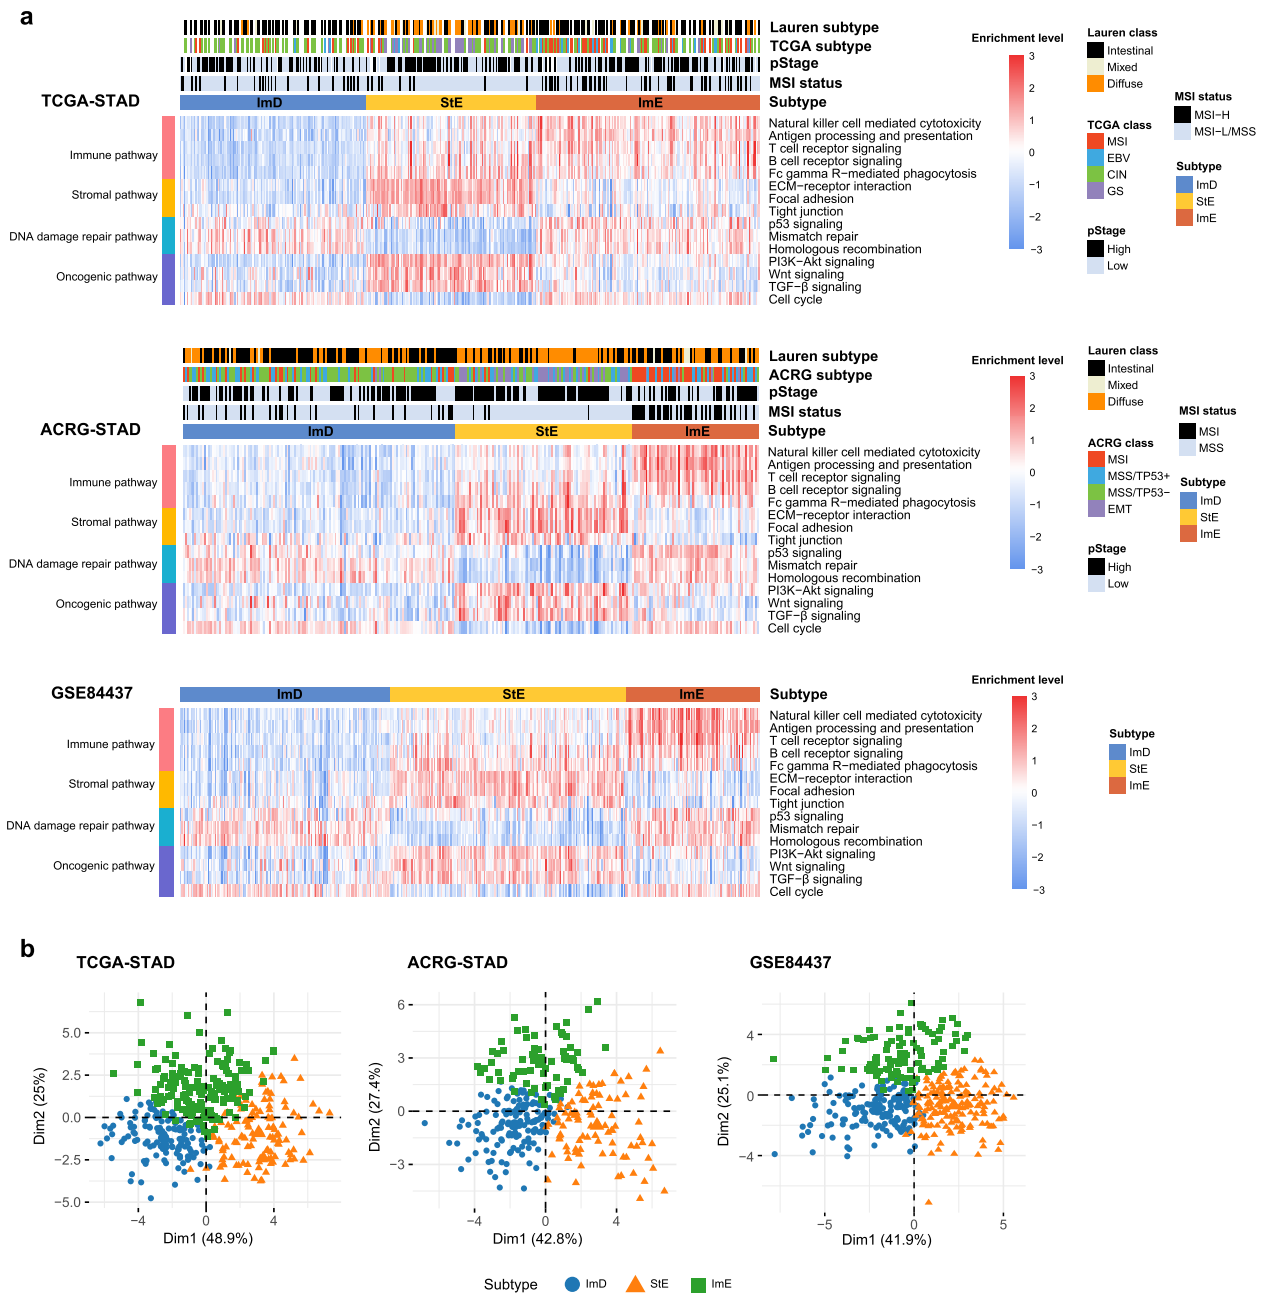 a
Lauren subtype
TCGA subtype
pStage
MSI status
TCGA-STAD
ImD StE ImE
Subtype
Immune pathway
Stromal pathway
DNA damage repair pathway
Oncogenic pathway
Natural killer cell mediated cytotoxicity
Antigen processing and presentation
T cell receptor signaling
B cell receptor signaling
Fc gamma R−mediated phagocytosis
ECM−receptor interaction
Focal adhesion
Tight junction
p53 signaling
Mismatch repair
Homologous recombination
PI3K−Akt signaling
Wnt signaling
TGF−β signaling
Cell cycle
Enrichment level
3
2
1
0
−1
−2
−3
Lauren class
Intestinal
Mixed
Diffuse
TCGA class
MSI
EBV
CIN
GS
pStage
High
Low
MSI status
MSI−H
MSI−L/MSS
Subtype
ImD
StE
ImE
Lauren subtype
ACRG subtype
pStage
MSI status
ACRG-STAD
ImD StE ImE
Subtype
Immune pathway
Stromal pathway
DNA damage repair pathway
Oncogenic pathway
Natural killer cell mediated cytotoxicity
Antigen processing and presentation
T cell receptor signaling
B cell receptor signaling
Fc gamma R−mediated phagocytosis
ECM−receptor interaction
Focal adhesion
Tight junction
p53 signaling
Mismatch repair
Homologous recombination
PI3K−Akt signaling
Wnt signaling
TGF−β signaling
Cell cycle
Enrichment level
3
2
1
0
−1
−2
−3
Lauren class
Intestinal
Mixed
Diffuse
ACRG class
MSI
MSS/TP53+
MSS/TP53−
EMT
pStage
High
Low
MSI status
MSI
MSS
Subtype
ImD
StE
ImE
GSE84437
ImD StE ImE
Subtype
Immune pathway
Stromal pathway
DNA damage repair pathway
Oncogenic pathway
Natural killer cell mediated cytotoxicity
Antigen processing and presentation
T cell receptor signaling
B cell receptor signaling
Fc gamma R−mediated phagocytosis
ECM−receptor interaction
Focal adhesion
Tight junction
p53 signaling
Mismatch repair
Homologous recombination
PI3K−Akt signaling
Wnt signaling
TGF−β signaling
Cell cycle
Enrichment level
3
2
1
0
−1
−2
−3
Subtype
ImD
StE
ImE
b
TCGA-STAD
Dim2 (25%)
5.0
2.5
0.0
−2.5
−5.0
−4 0 4
Dim1 (48.9%)
ACRG-STAD
Dim2 (27.4%)
6
3
0
−3
−4 0 4
Dim1 (42.8%)
GSE84437
Dim2 (25.1%)
4
0
−4
−5 0 5
Dim1 (41.9%)
Subtype ImD StE ImE